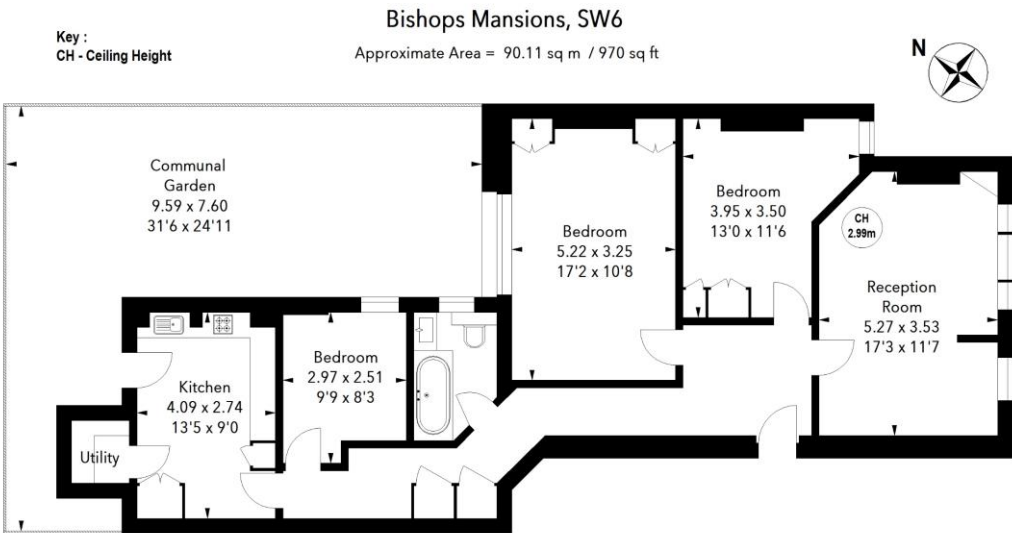 Bishops Mansions, SW6
Approximate Area = 90.11 sq m / 970 sq ft
Key :
CH - Ceiling Height
N
Communal
Garden
9.59 x 7.60
31'6 x 24'11
Bedroom
5.22 x 3.25
17'2 x 10'8
Bedroom
3.95 x 3.50
13'0 x 11'6
CH
2.99m
Reception
Room
5.27 x 3.53
17'3 x 11'7
Bedroom
2.97 x 2.51
9'9 x 8'3
Kitchen
4.09 x 2.74
13'5 x 9'0
Utility